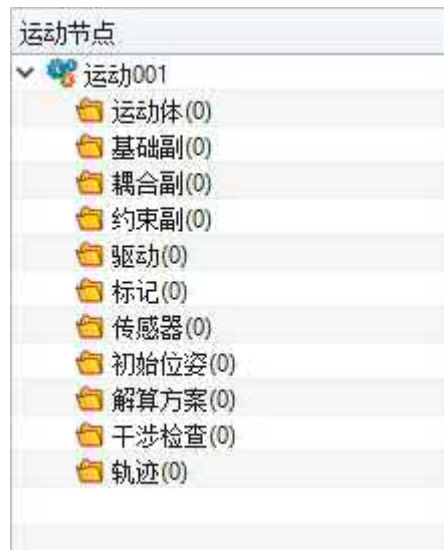 运动节点
运动001
运动体(0)
基础副(0)
耦合副(0)
约束副(0)
驱动(0)
标记(0)
传感器(0)
初始位姿(0)
解算方案(0)
干涉检查(0)
轨迹(0)